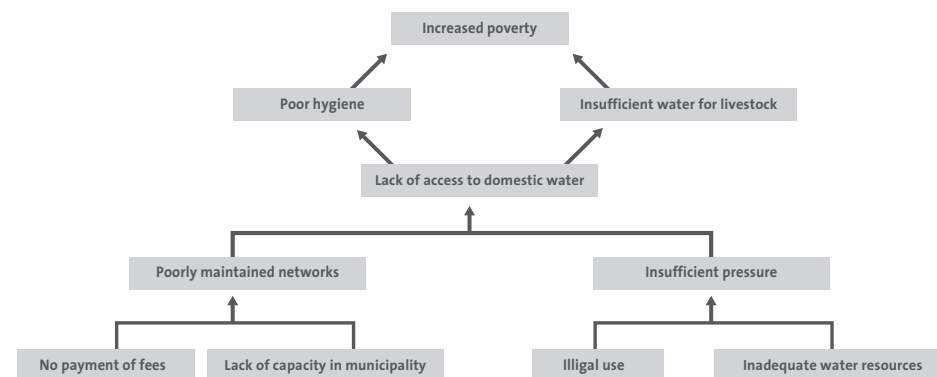 Increased poverty
Poor hygiene
Insufficient water for livestock
Lack of access to domestic water
Poorly maintained networks
Insufficient pressure
No payment of fees
Lack of capacity in municipality
Illigal use
Inadequate water resources